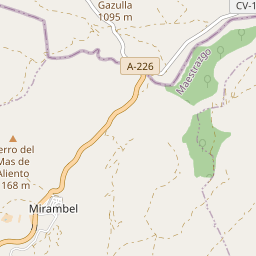 Gazulla
1095 m
CV-1
A-226
Maestrazgo
erro del
Mas de
Aliento
168 m
Mirambel